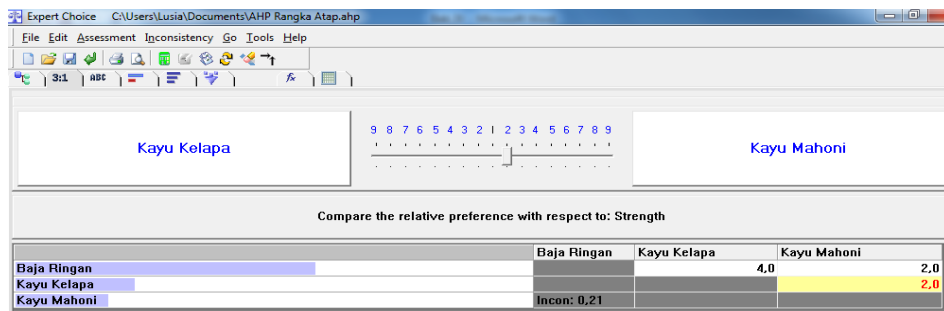 Expert Choice C:\Users\Lusia\Documents\AHP Rangka Atap.ahp
File Edit Assessment Inconsistency Go Tools Help
3:1 ABC fx
9 8 7 6 5 4 3 2 1 2 3 4 5 6 7 8 9
Kayu Kelapa Kayu Mahoni
Compare the relative preference with respect to: Strength
Baja Ringan Kayu Kelapa Kayu Mahoni
Baja Ringan 4,0 2,0
Kayu Kelapa 2,0
Kayu Mahoni Incon: 0,21